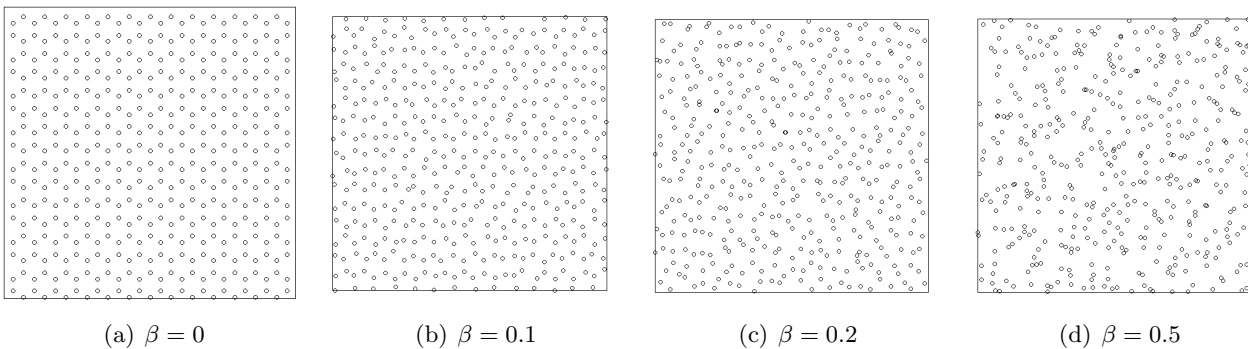 (a) β = 0
(b) β = 0.1
(c) β = 0.2
(d) β = 0.5